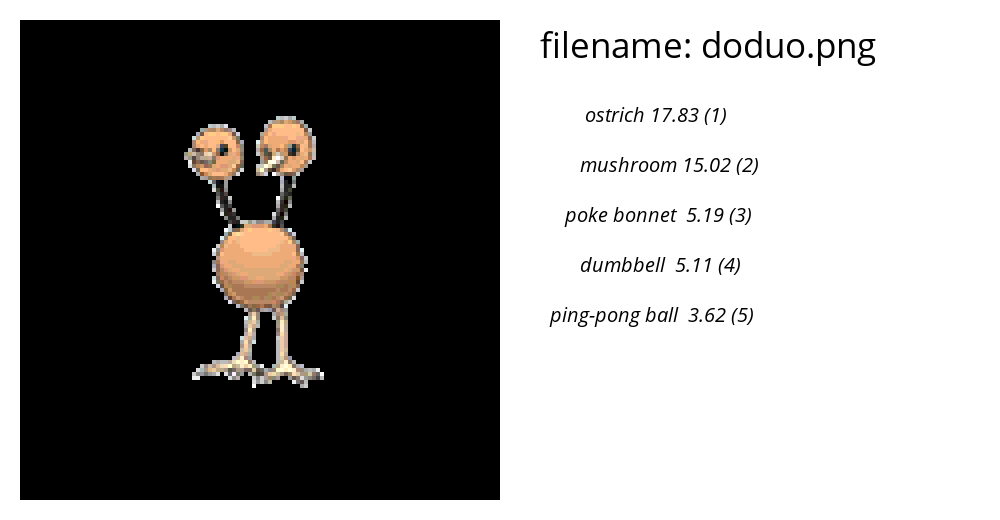 filename: doduo.png
ostrich 17.83 (1)
mushroom 15.02 (2)
poke bonnet 5.19 (3)
dumbbell 5.11 (4)
ping-pong ball 3.62 (5)